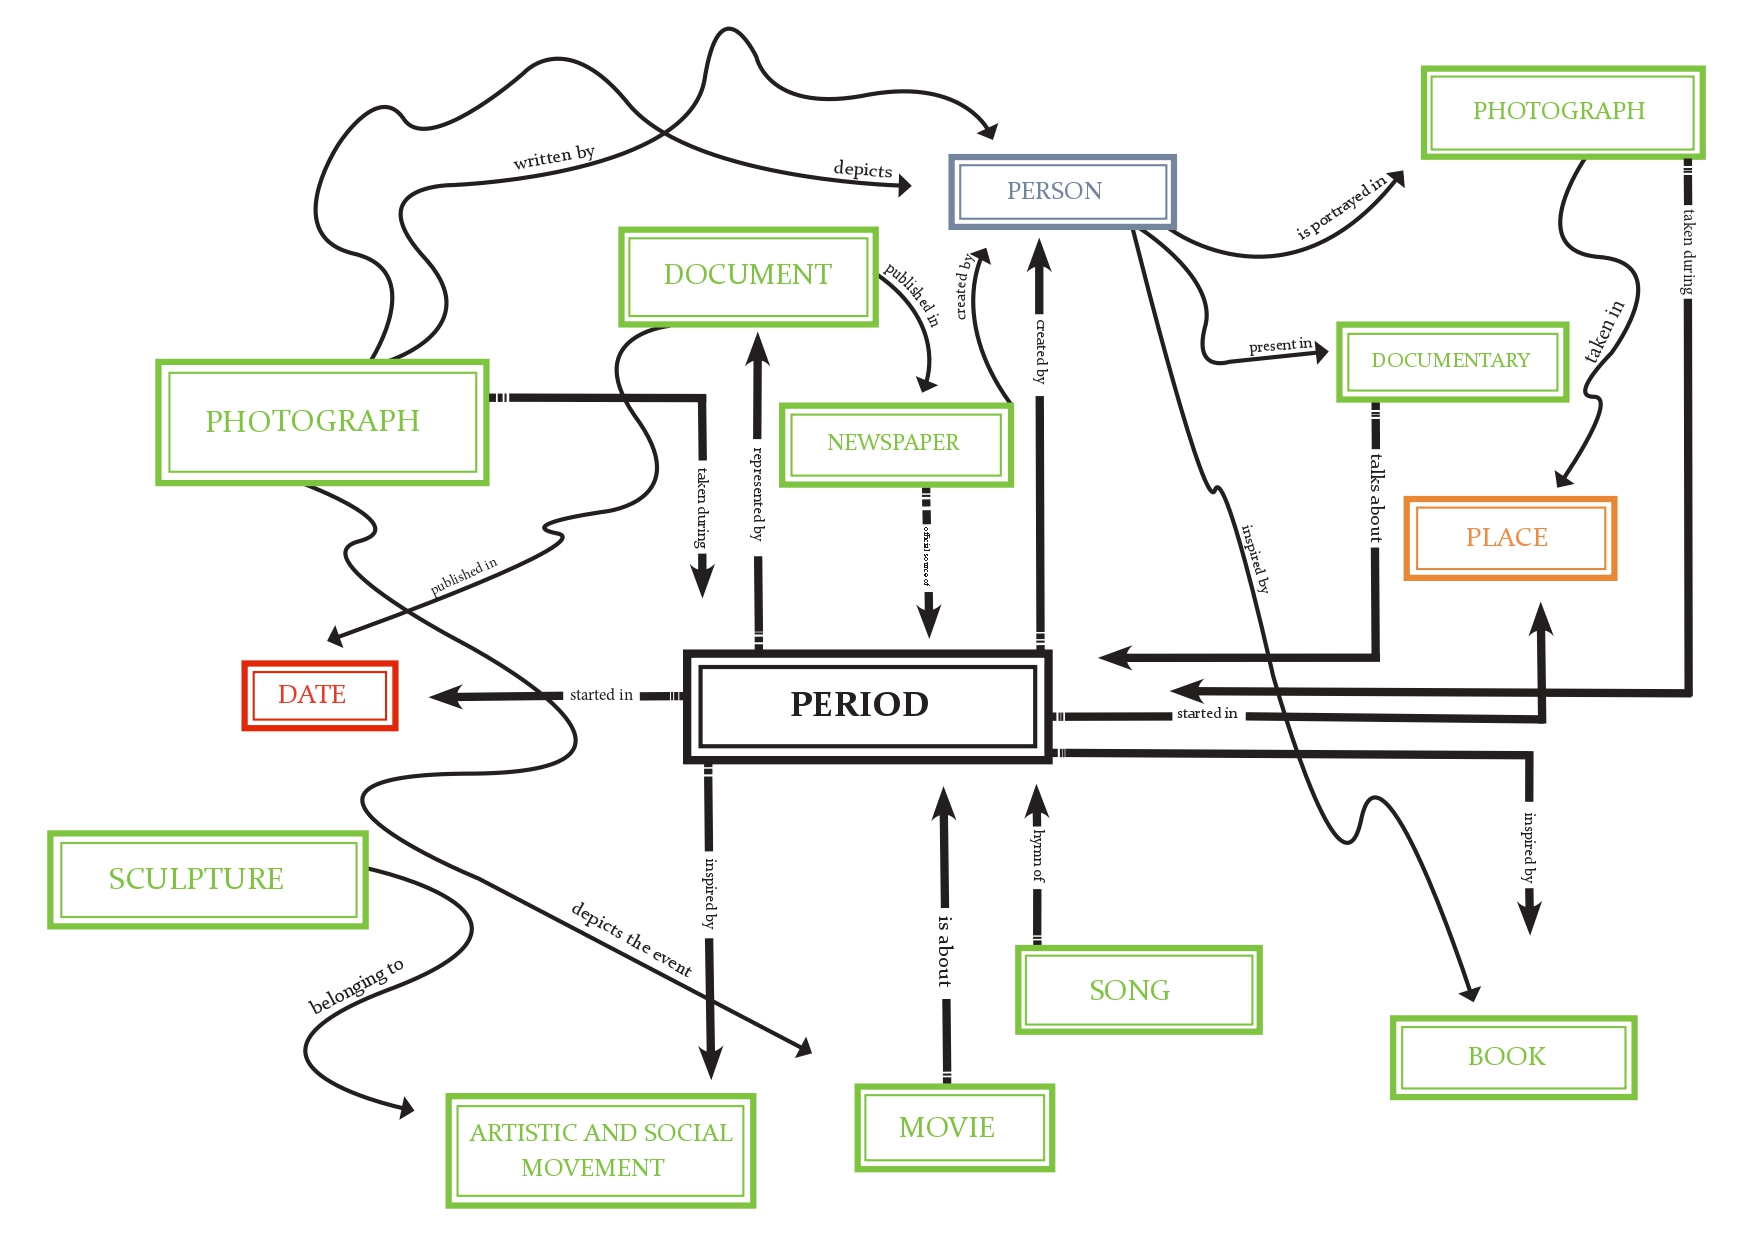 written by
depicts
PHOTOGRAPH
PERSON
is portrayed in
taken during
DOCUMENT
published in
created by
created by
present in
DOCUMENTARY
taken in
PHOTOGRAPH
NEWSPAPER
taken during
represented by
official source of
talks about
PLACE
inspired by
published in
DATE
started in
PERIOD
started in
SCULPTURE
inspired by
hymn of
inspired by
depicts the event
is about
belonging to
SONG
BOOK
ARTISTIC AND SOCIAL
MOVEMENT
MOVIE